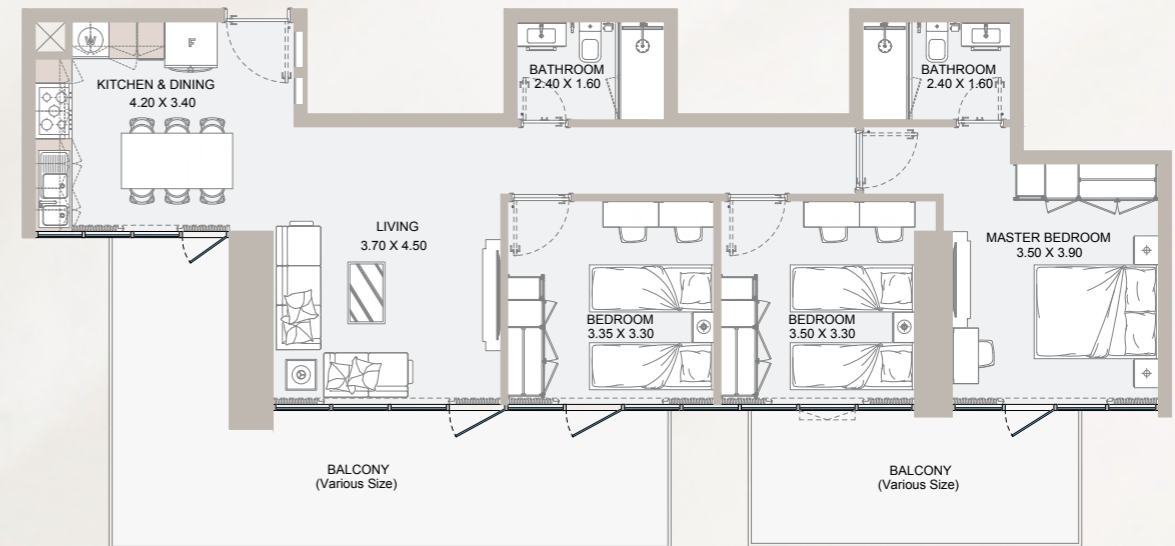 W
F
KITCHEN & DINING
4.20 X 3.40
BATHROOM
2.40 X 1.60
BATHROOM
2.40 X 1.60
LIVING
3.70 X 4.50
MASTER BEDROOM
3.50 X 3.90
BEDROOM
3.35 X 3.30
BEDROOM
3.50 X 3.30
BALCONY
(Various Size)
BALCONY
(Various Size)